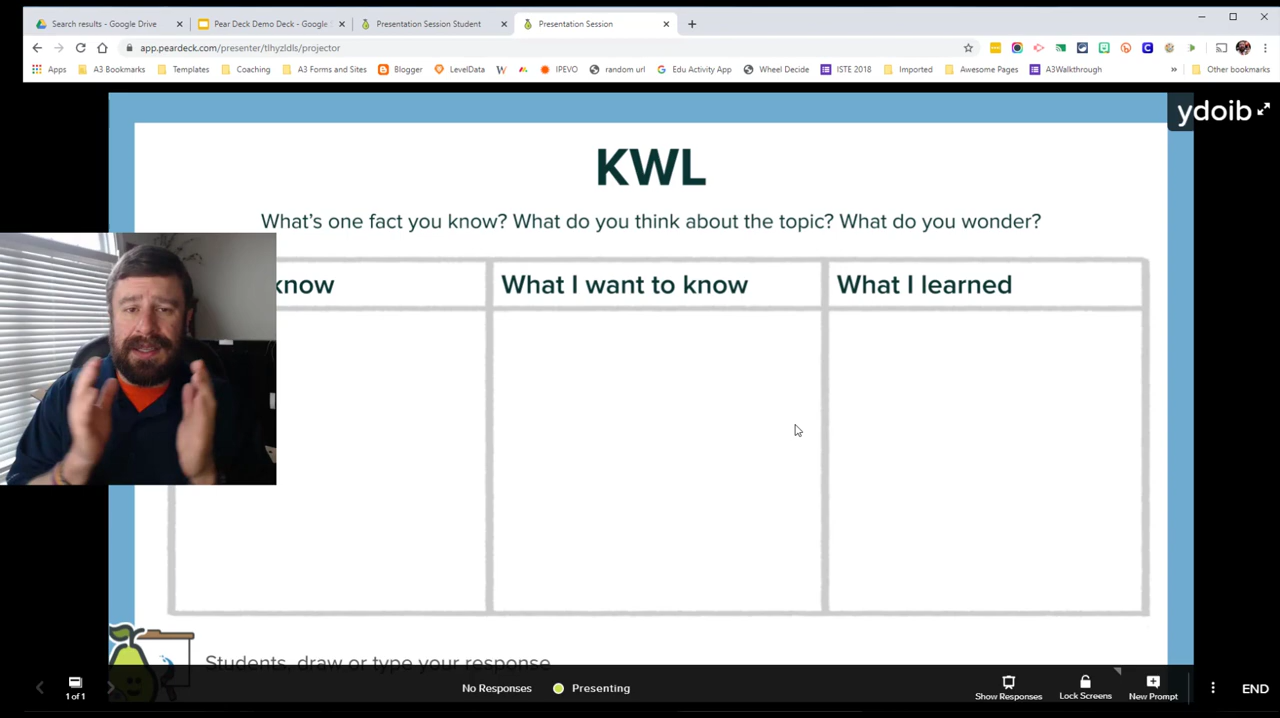 Search results - Google Drive
Pear Deck Demo Deck - Google
Presentation Session Student
Presentation Session
app.peardeck.com/presenter/tlhyzldls/projector
Apps A3 Bookmarks Templates Coaching A3 Forms and Sites Blogger LevelData IPEVO random url Edu Activity App Wheel Decide ISTE 2018 Imported Awesome Pages A3Walkthrough » Other bookmarks
ydoib
KWL
What's one fact you know? What do you think about the topic? What do you wonder?
know
What I want to know
What I learned
Students, draw or type your response
1 of 1
No Responses
Presenting
Show Responses
Lock Screens
New Prompt
END